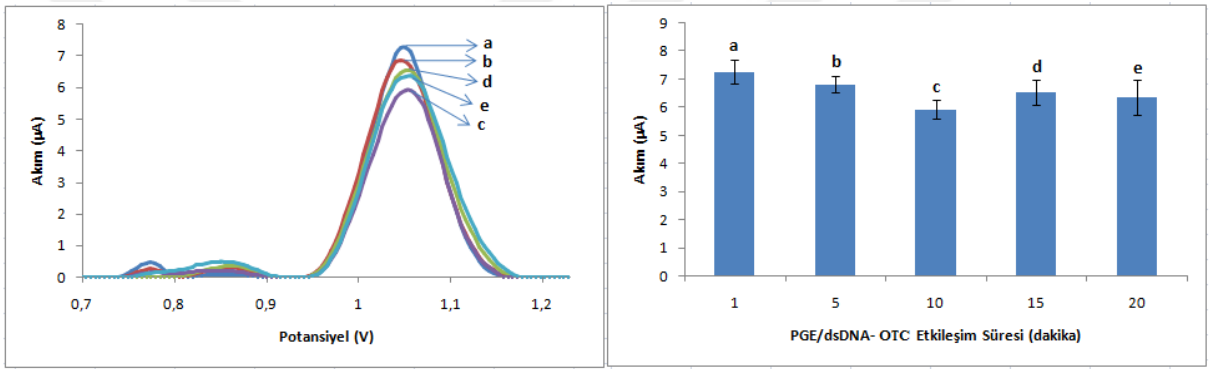 8
7
6
5
4
3
2
1
0
Akım (µA)
a
b
d
e
c
0,7 0,8 0,9 1 1,1 1,2
Potansiyel (V)
9
8
7
6
5
4
3
2
1
0
Akım (µA)
a b c d e
1 5 10 15 20
PGE/dsDNA- OTC Etkileşim Süresi (dakika)